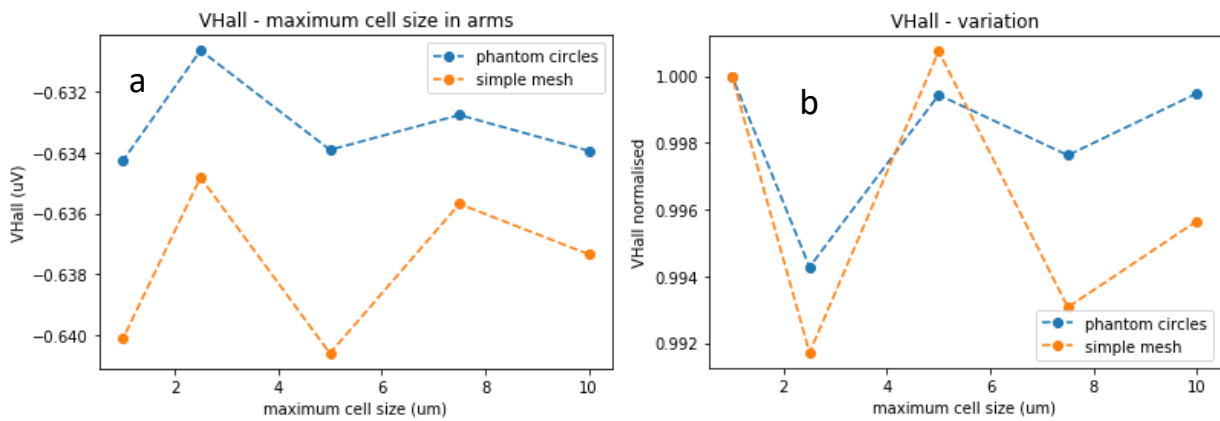 VHall - maximum cell size in arms
a
phantom circles
simple mesh
−0.632
−0.634
−0.636
−0.638
−0.640
VHall (uV)
2 4 6 8 10
maximum cell size (um)
VHall - variation
b
1.000
0.998
0.996
0.994
0.992
VHall normalised
phantom circles
simple mesh
2 4 6 8 10
maximum cell size (um)